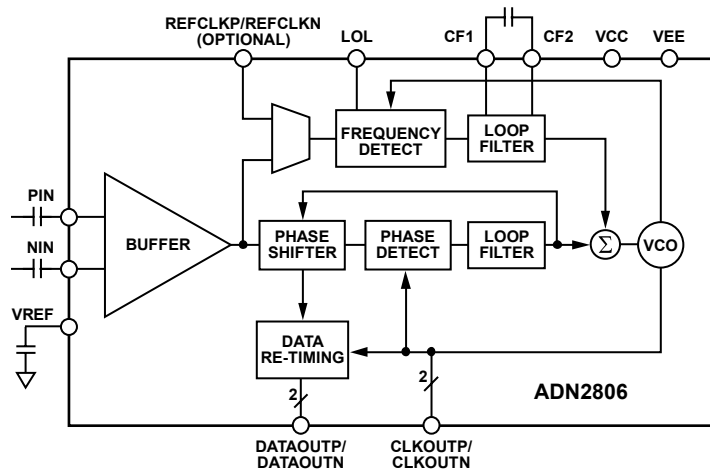 REFCLKP/REFCLKN
(OPTIONAL)
LOL
CF1
CF2
VCC
VEE
FREQUENCY
DETECT
LOOP
FILTER
PIN
NIN
BUFFER
PHASE
SHIFTER
PHASE
DETECT
LOOP
FILTER
Σ
VCO
VREF
DATA
RE-TIMING
2
2
ADN2806
DATAOUTP/
DATAOUTN
CLKOUTP/
CLKOUTN